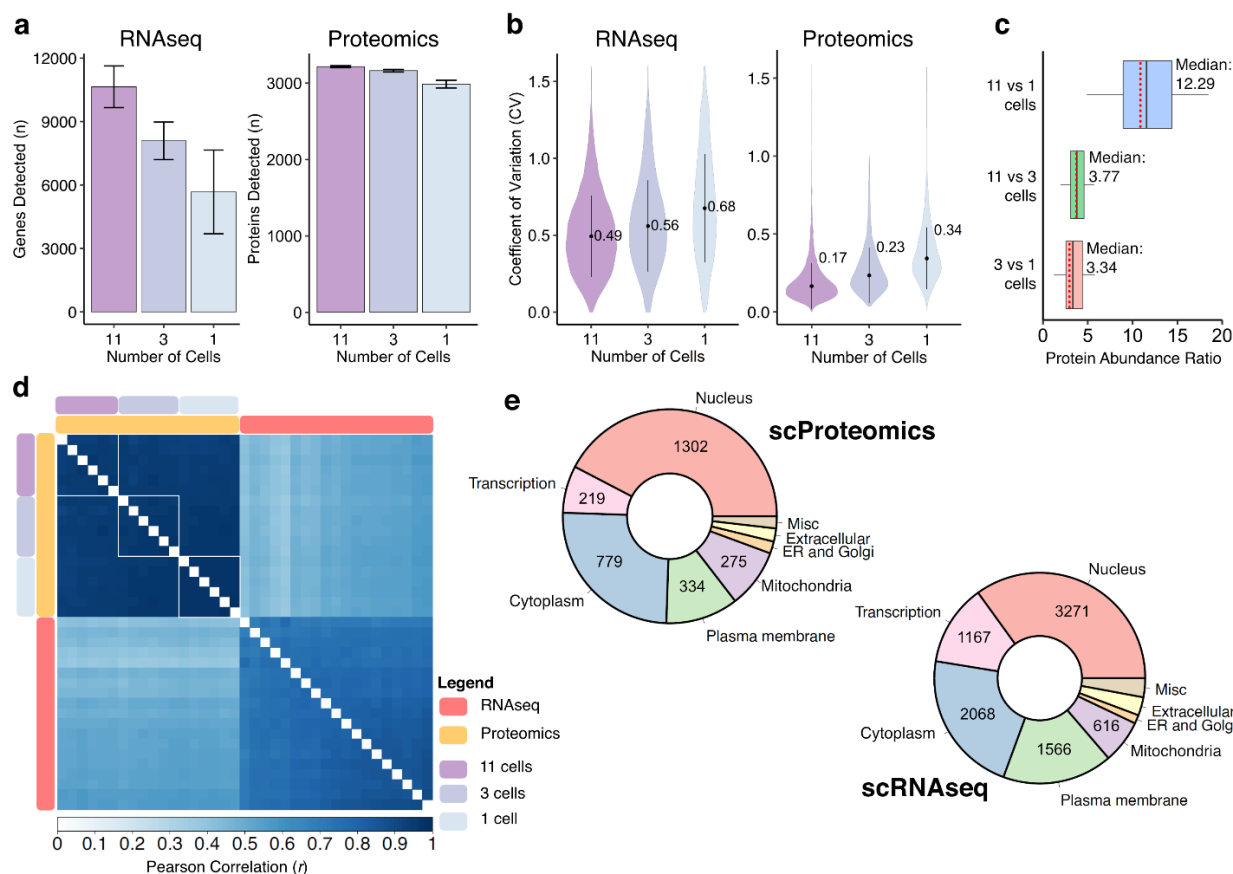 a
RNAseq
Proteomics
Genes Detected (n)
12000
9000
6000
3000
0
11
3
1
Number of Cells
Proteins Detected (n)
3000
2000
1000
0
11
3
1
Number of Cells
b
RNAseq
Proteomics
Coefficent of Variation (CV)
1.5
1.0
0.5
0.0
0.49
0.56
0.68
11
3
1
Number of Cells
1.5
1.0
0.5
0.0
0.17
0.23
0.34
11
3
1
Number of Cells
c
11 vs 1
cells
Median:
12.29
11 vs 3
cells
Median:
3.77
3 vs 1
cells
Median:
3.34
0
5
10
15
20
Protein Abundance Ratio
d
Legend
RNAseq
Proteomics
11 cells
3 cells
1 cell
0
0.1
0.2
0.3
0.4
0.5
0.6
0.7
0.8
0.9
1
Pearson Correlation (r)
e
scProteomics
Nucleus
1302
Transcription
219
Cytoplasm
779
Plasma membrane
334
Mitochondria
275
ER and Golgi
Extracellular
Misc
scRNAseq
Nucleus
3271
Transcription
1167
Cytoplasm
2068
Plasma membrane
1566
Mitochondria
616
ER and Golgi
Extracellular
Misc